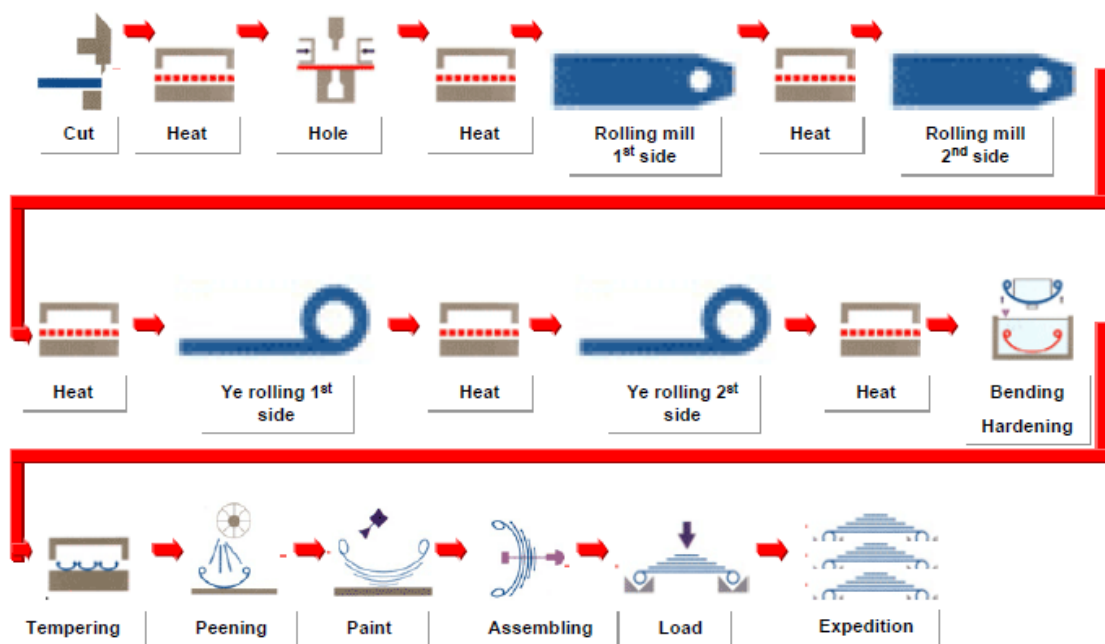 Cut
Heat
Hole
Heat
Rolling mill
1st side
Heat
Rolling mill
2nd side
Heat
Ye rolling 1st
side
Heat
Ye rolling 2st
side
Heat
Bending
Hardening
Tempering
Peening
Paint
Assembling
Load
Expedition